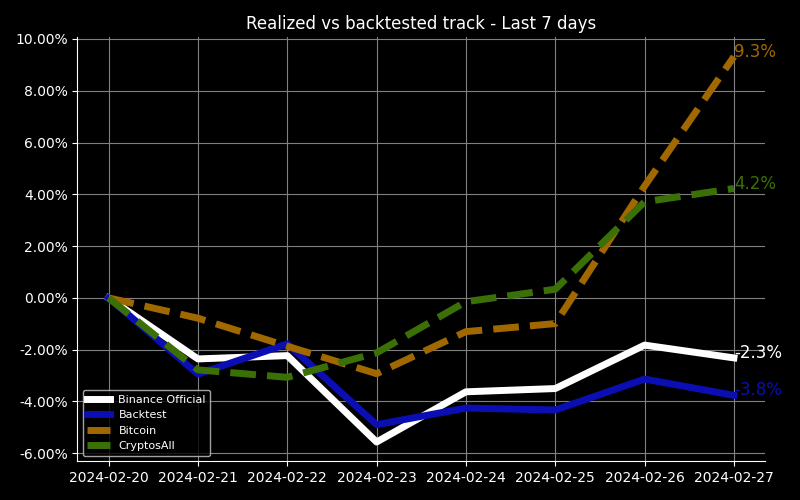 Realized vs backtested track - Last 7 days
10.00%
8.00%
6.00%
4.00%
2.00%
0.00%
-2.00%
-4.00%
-6.00%
9.3%
4.2%
-2.3%
-3.8%
Binance Official
Backtest
Bitcoin
CryptosAll
2024-02-20 2024-02-21 2024-02-22 2024-02-23 2024-02-24 2024-02-25 2024-02-26 2024-02-27